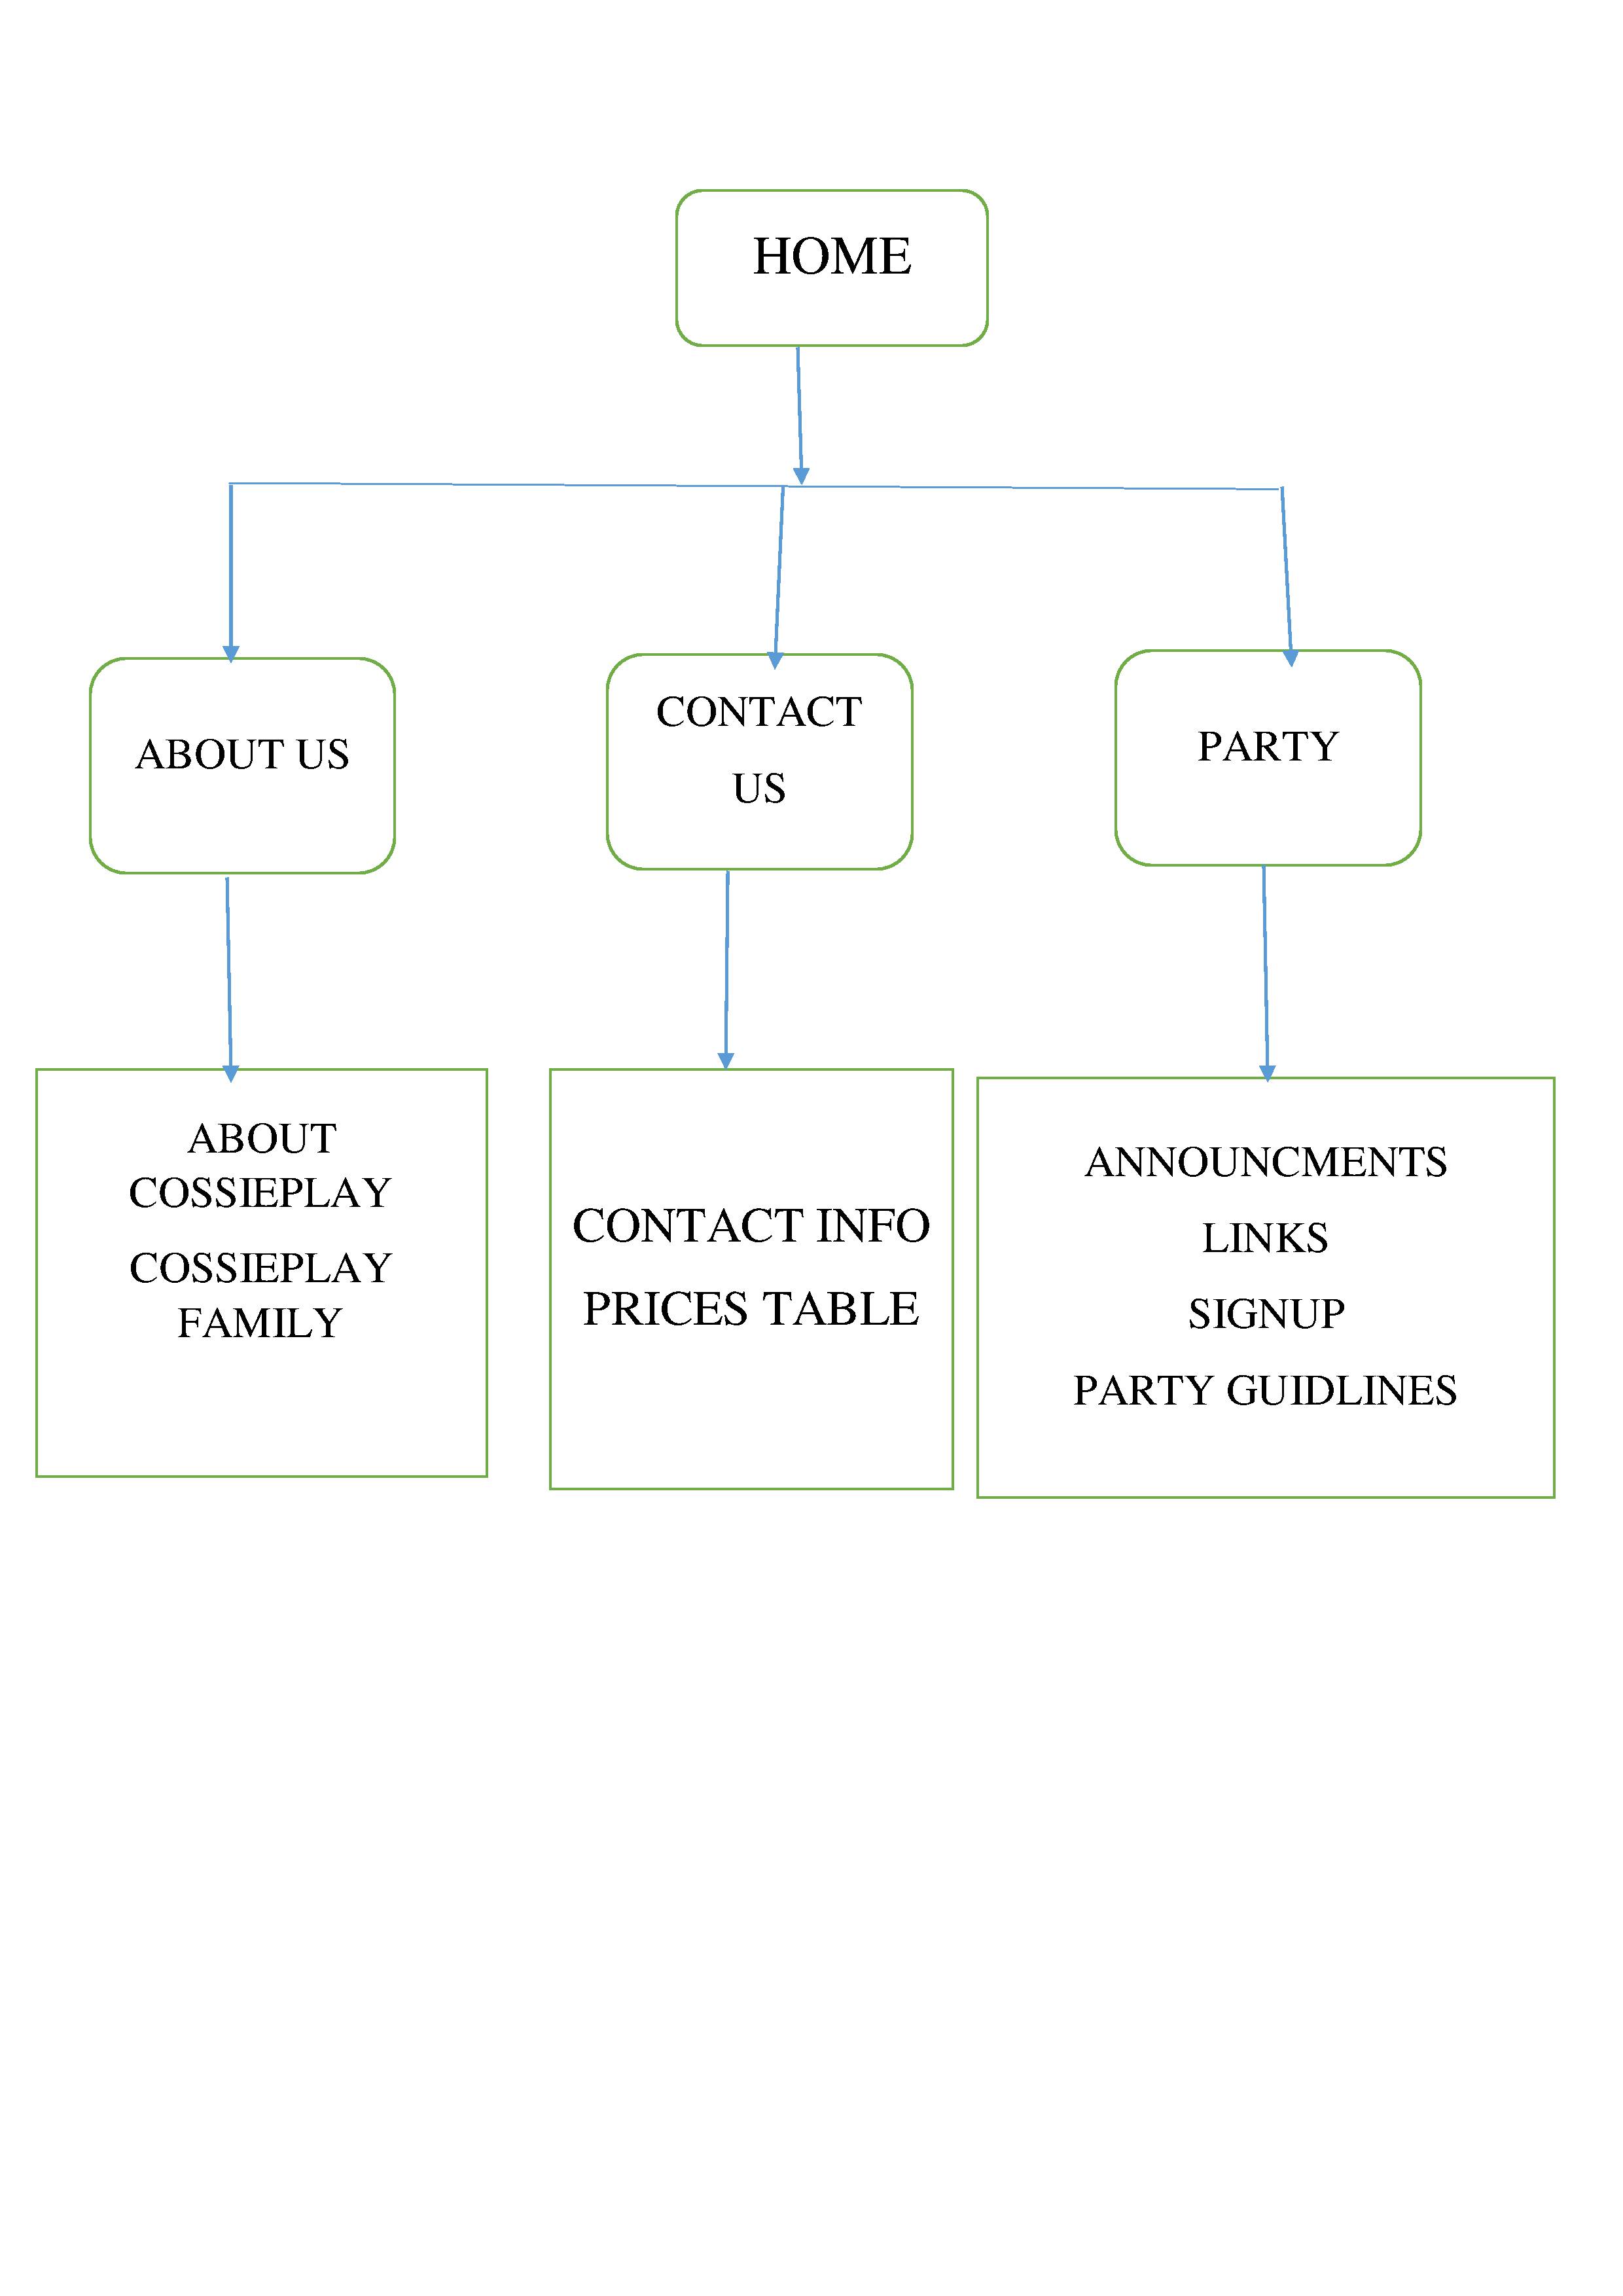 HOME
ABOUT US
CONTACT
US
PARTY
ABOUT
COSSIEPLAY
COSSIEPLAY
FAMILY
CONTACT INFO
PRICES TABLE
ANNOUNCMENTS
LINKS
SIGNUP
PARTY GUIDLINES